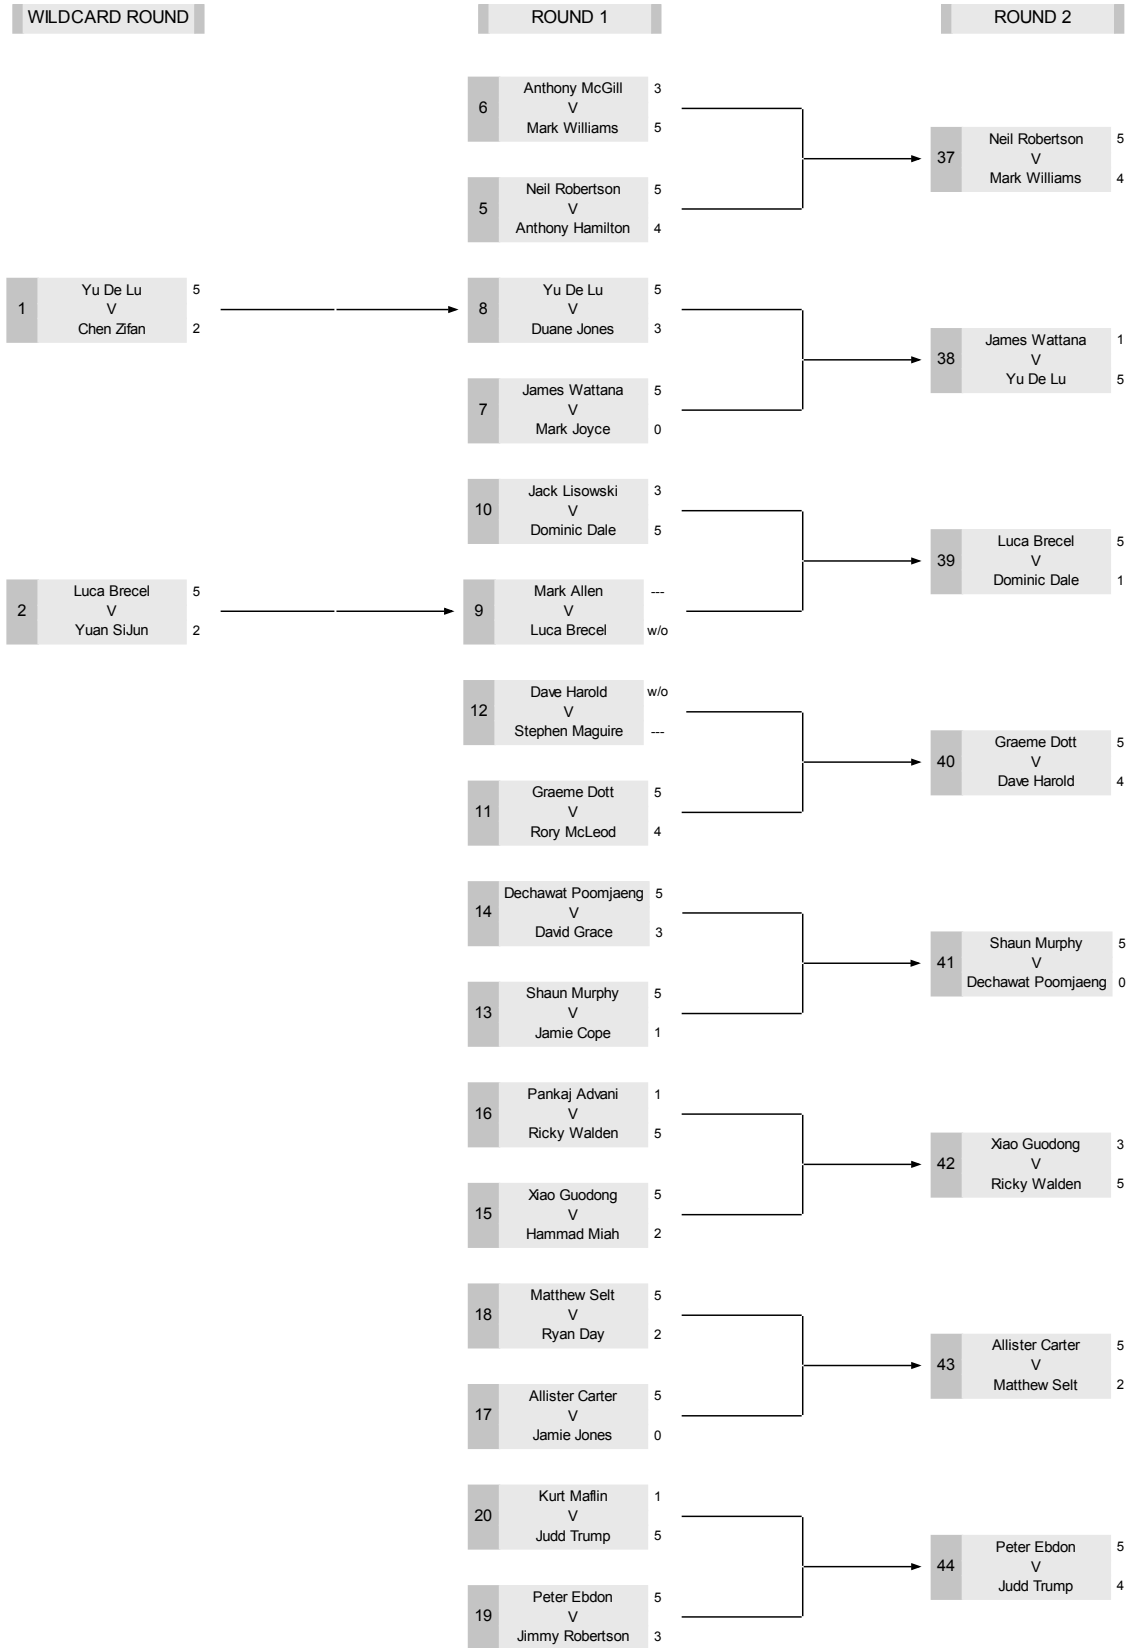 WILDCARD ROUND
ROUND 1
ROUND 2
6
Anthony McGill 3
V
Mark Williams 5
5
Neil Robertson 5
V
Anthony Hamilton 4
37
Neil Robertson 5
V
Mark Williams 4
1
Yu De Lu 5
V
Chen Zifan 2
8
Yu De Lu 5
V
Duane Jones 3
7
James Wattana 5
V
Mark Joyce 0
38
James Wattana 1
V
Yu De Lu 5
10
Jack Lisowski 3
V
Dominic Dale 5
2
Luca Brecel 5
V
Yuan SiJun 2
9
Mark Allen ---
V
Luca Brecel w/o
39
Luca Brecel 5
V
Dominic Dale 1
12
Dave Harold w/o
V
Stephen Maguire ---
11
Graeme Dott 5
V
Rory McLeod 4
40
Graeme Dott 5
V
Dave Harold 4
14
Dechawat Poomjaeng 5
V
David Grace 3
13
Shaun Murphy 5
V
Jamie Cope 1
41
Shaun Murphy 5
V
Dechawat Poomjaeng 0
16
Pankaj Advani 1
V
Ricky Walden 5
15
Xiao Guodong 5
V
Hammad Miah 2
42
Xiao Guodong 3
V
Ricky Walden 5
18
Matthew Selt 5
V
Ryan Day 2
17
Allister Carter 5
V
Jamie Jones 0
43
Allister Carter 5
V
Matthew Selt 2
20
Kurt Maflin 1
V
Judd Trump 5
19
Peter Ebdon 5
V
Jimmy Robertson 3
44
Peter Ebdon 5
V
Judd Trump 4